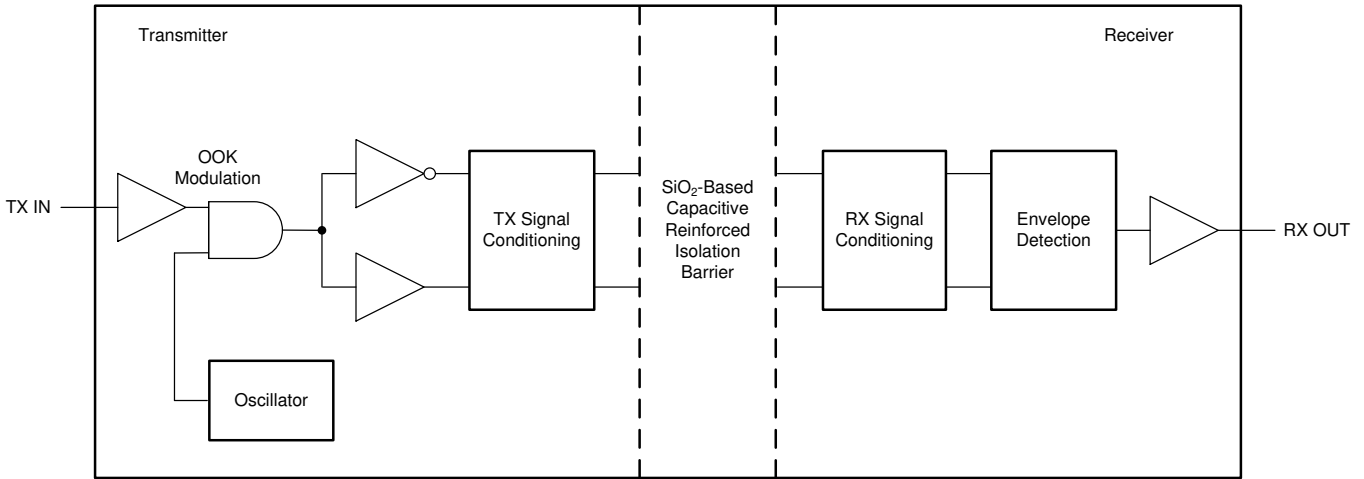 Transmitter
Receiver
OOK
Modulation
TX IN
TX Signal
Conditioning
SiO₂-Based
Capacitive
Reinforced
Isolation
Barrier
RX Signal
Conditioning
Envelope
Detection
RX OUT
Oscillator